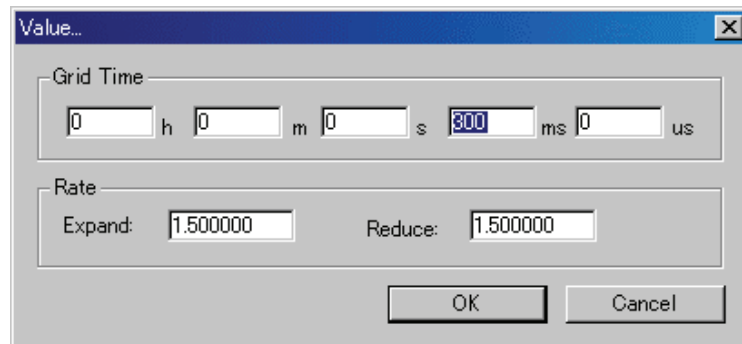 Value...
Grid Time
0 h 0 m 0 s 300 ms 0 us
Rate
Expand: 1.500000 Reduce: 1.500000
OK Cancel